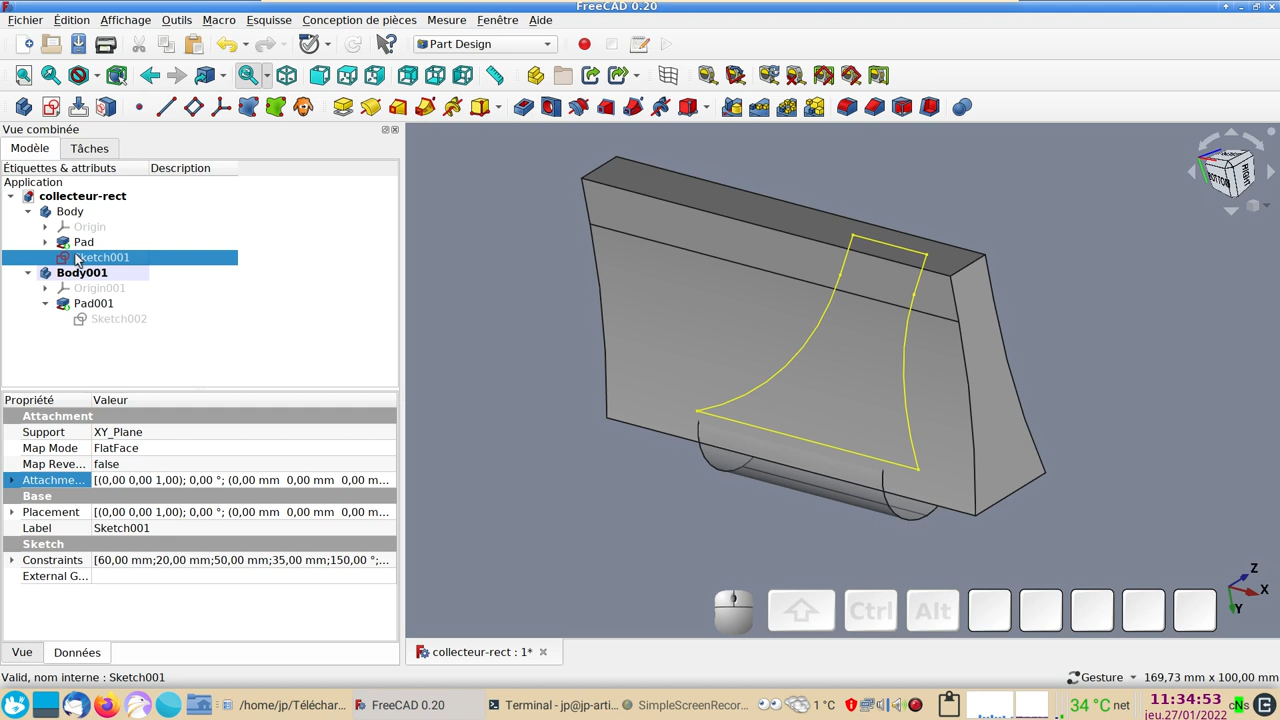 FreeCAD 0.20
Fichier Édition Affichage Outils Macro Esquisse Conception de pièces Mesure Fenêtre Aide
Part Design
Vue combinée
Modèle Tâches
Étiquettes & attributs Description
Application
collecteur-rect
Body
Origin
Pad
Sketch001
Body001
Origin001
Pad001
Sketch002
Propriété Valeur
Attachment
Support XY_Plane
Map Mode FlatFace
Map Reve... false
Attachme... [(0,00 0,00 1,00); 0,00 °; (0,00 mm 0,00 mm 0,00 m...
Base
Placement [(0,00 0,00 1,00); 0,00 °; (0,00 mm 0,00 mm 0,00 m...
Label Sketch001
Sketch
Constraints [60,00 mm;20,00 mm;50,00 mm;35,00 mm;150,00 °;...
External G...
Vue Données
BOTTOM FRONT
Z
X
Y
Ctrl Alt
collecteur-rect : 1*
Valid, nom interne : Sketch001
Gesture 169,73 mm x 100,00 mm
/home/jp/Téléchar... FreeCAD 0.20 Terminal - jp@jp-arti... SimpleScreenRecor... 1 °C 34 °C net 11:34:53
jeu.27/01/2022